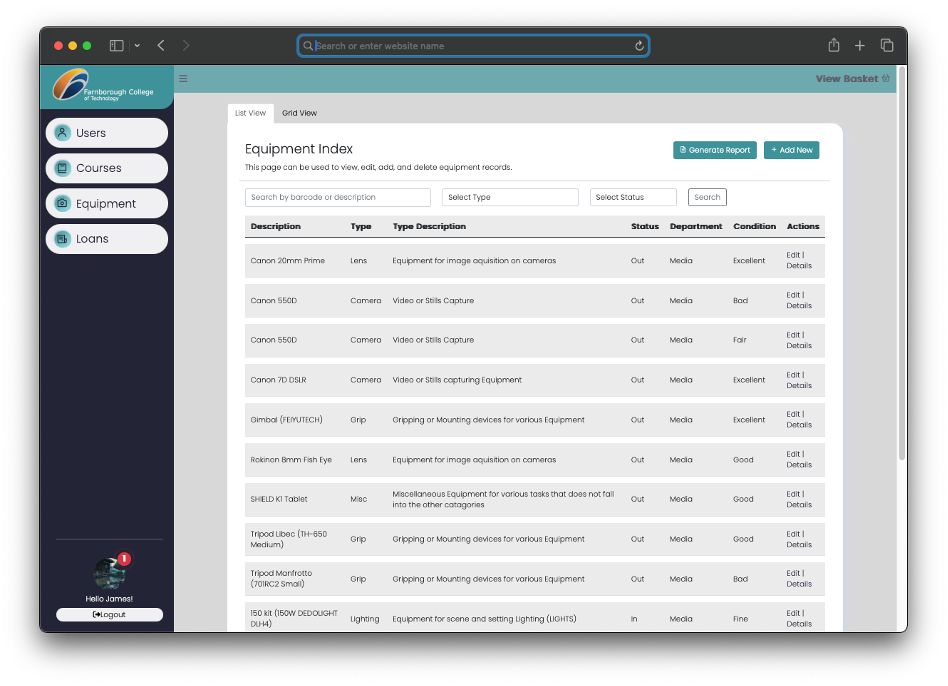 Search or enter website name
Farnborough College
of Technology
View Basket
Users
Courses
Equipment
Loans
List View
Grid View
Equipment Index
This page can be used to view, edit, add, and delete equipment records.
Generate Report
+ Add New
Search by barcode or description
Select Type
Select Status
Search
Description Type Type Description Status Department Condition Actions
Canon 20mm Prime Lens Equipment for image aquisition on cameras Out Media Excellent Edit |
Details
Canon 550D Camera Video or Stills Capture Out Media Bad Edit |
Details
Canon 550D Camera Video or Stills Capture Out Media Fair Edit |
Details
Canon 7D DSLR Camera Video or Stills capturing Equipment Out Media Excellent Edit |
Details
Gimbal (FEIYUTECH) Grip Gripping or Mounting devices for various Equipment Out Media Excellent Edit |
Details
Rokinon 8mm Fish Eye Lens Equipment for image aquisition on cameras Out Media Good Edit |
Details
SHIELD K1 Tablet Misc Miscellaneous Equipment for various tasks that does not fall
into the other catagories Out Media Good Edit |
Details
Tripod Libec (TH-650
Medium) Grip Gripping or Mounting devices for various Equipment Out Media Good Edit |
Details
Tripod Manfrotto
(701RC2 Small) Grip Gripping or Mounting devices for various Equipment Out Media Bad Edit |
Details
150 kit (150W DEDOLIGHT
DLH4) Lighting Equipment for scene and setting Lighting (LIGHTS) In Media Fine Edit |
Details
1
Hello James!
Logout